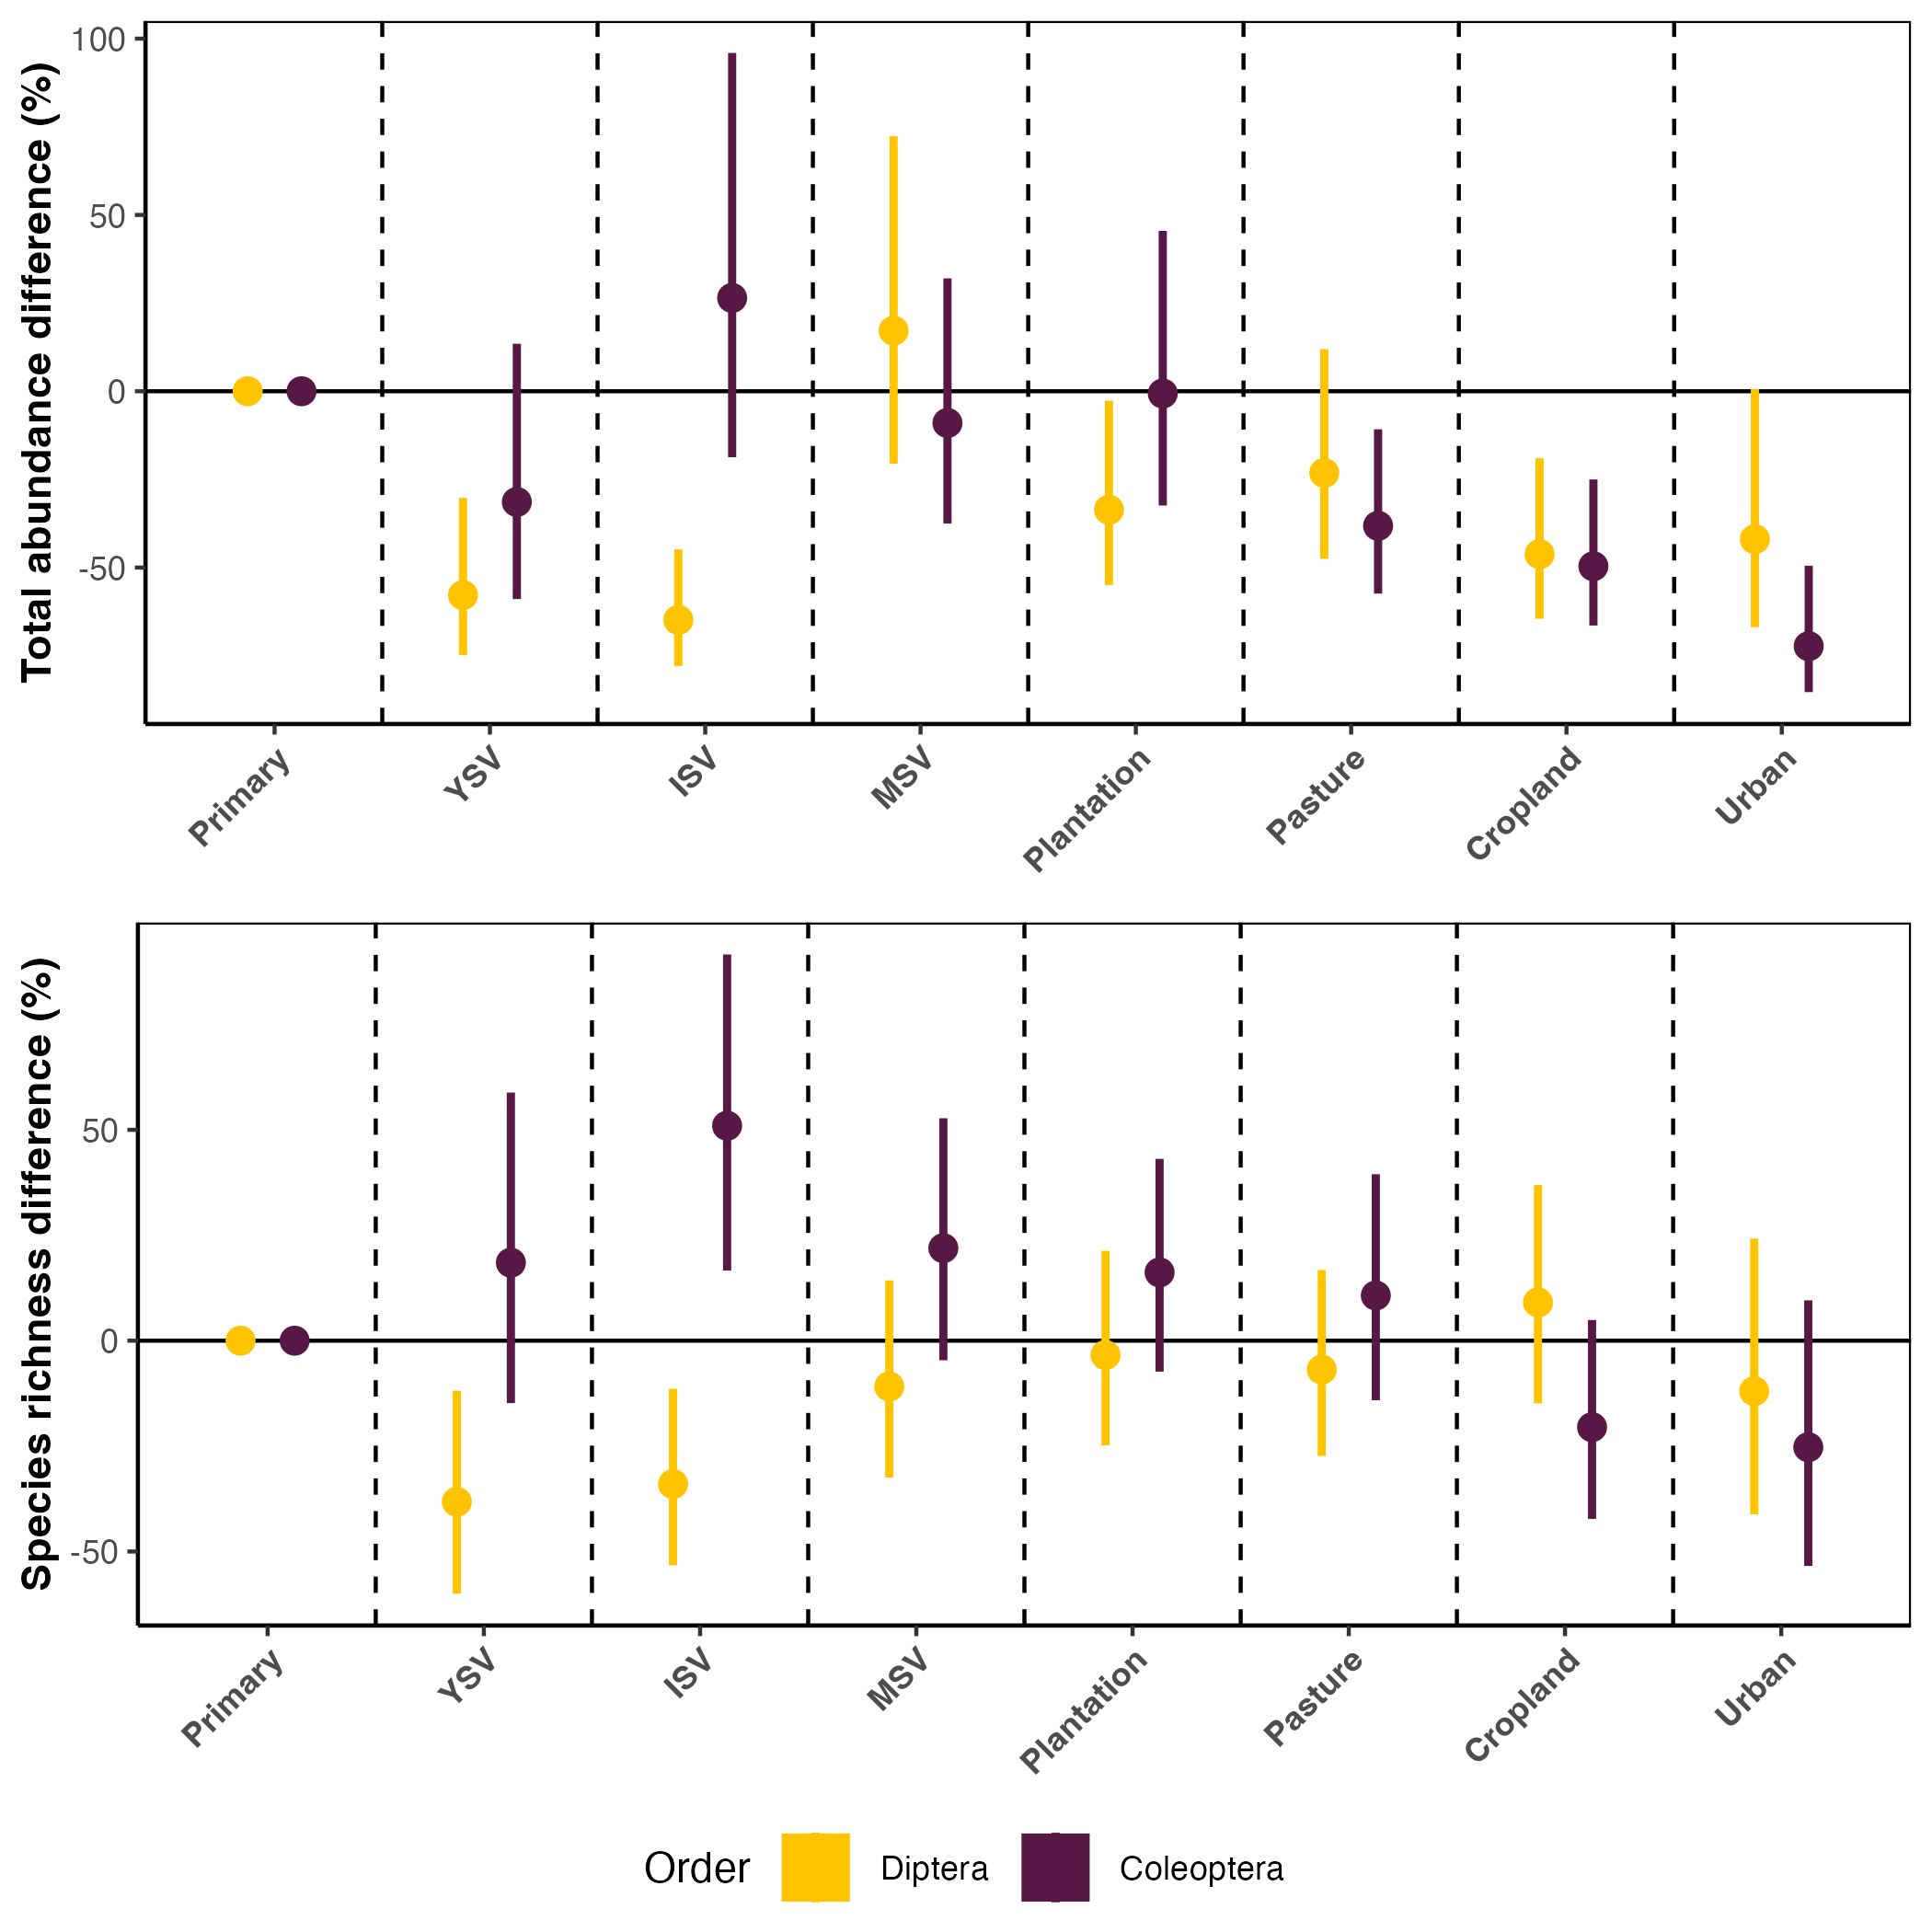 Total abundance difference (%)
100
50
0
-50
Primary
YSV
ISV
MSV
Plantation
Pasture
Cropland
Urban
Species richness difference (%)
50
0
-50
Primary
YSV
ISV
MSV
Plantation
Pasture
Cropland
Urban
Order Diptera Coleoptera